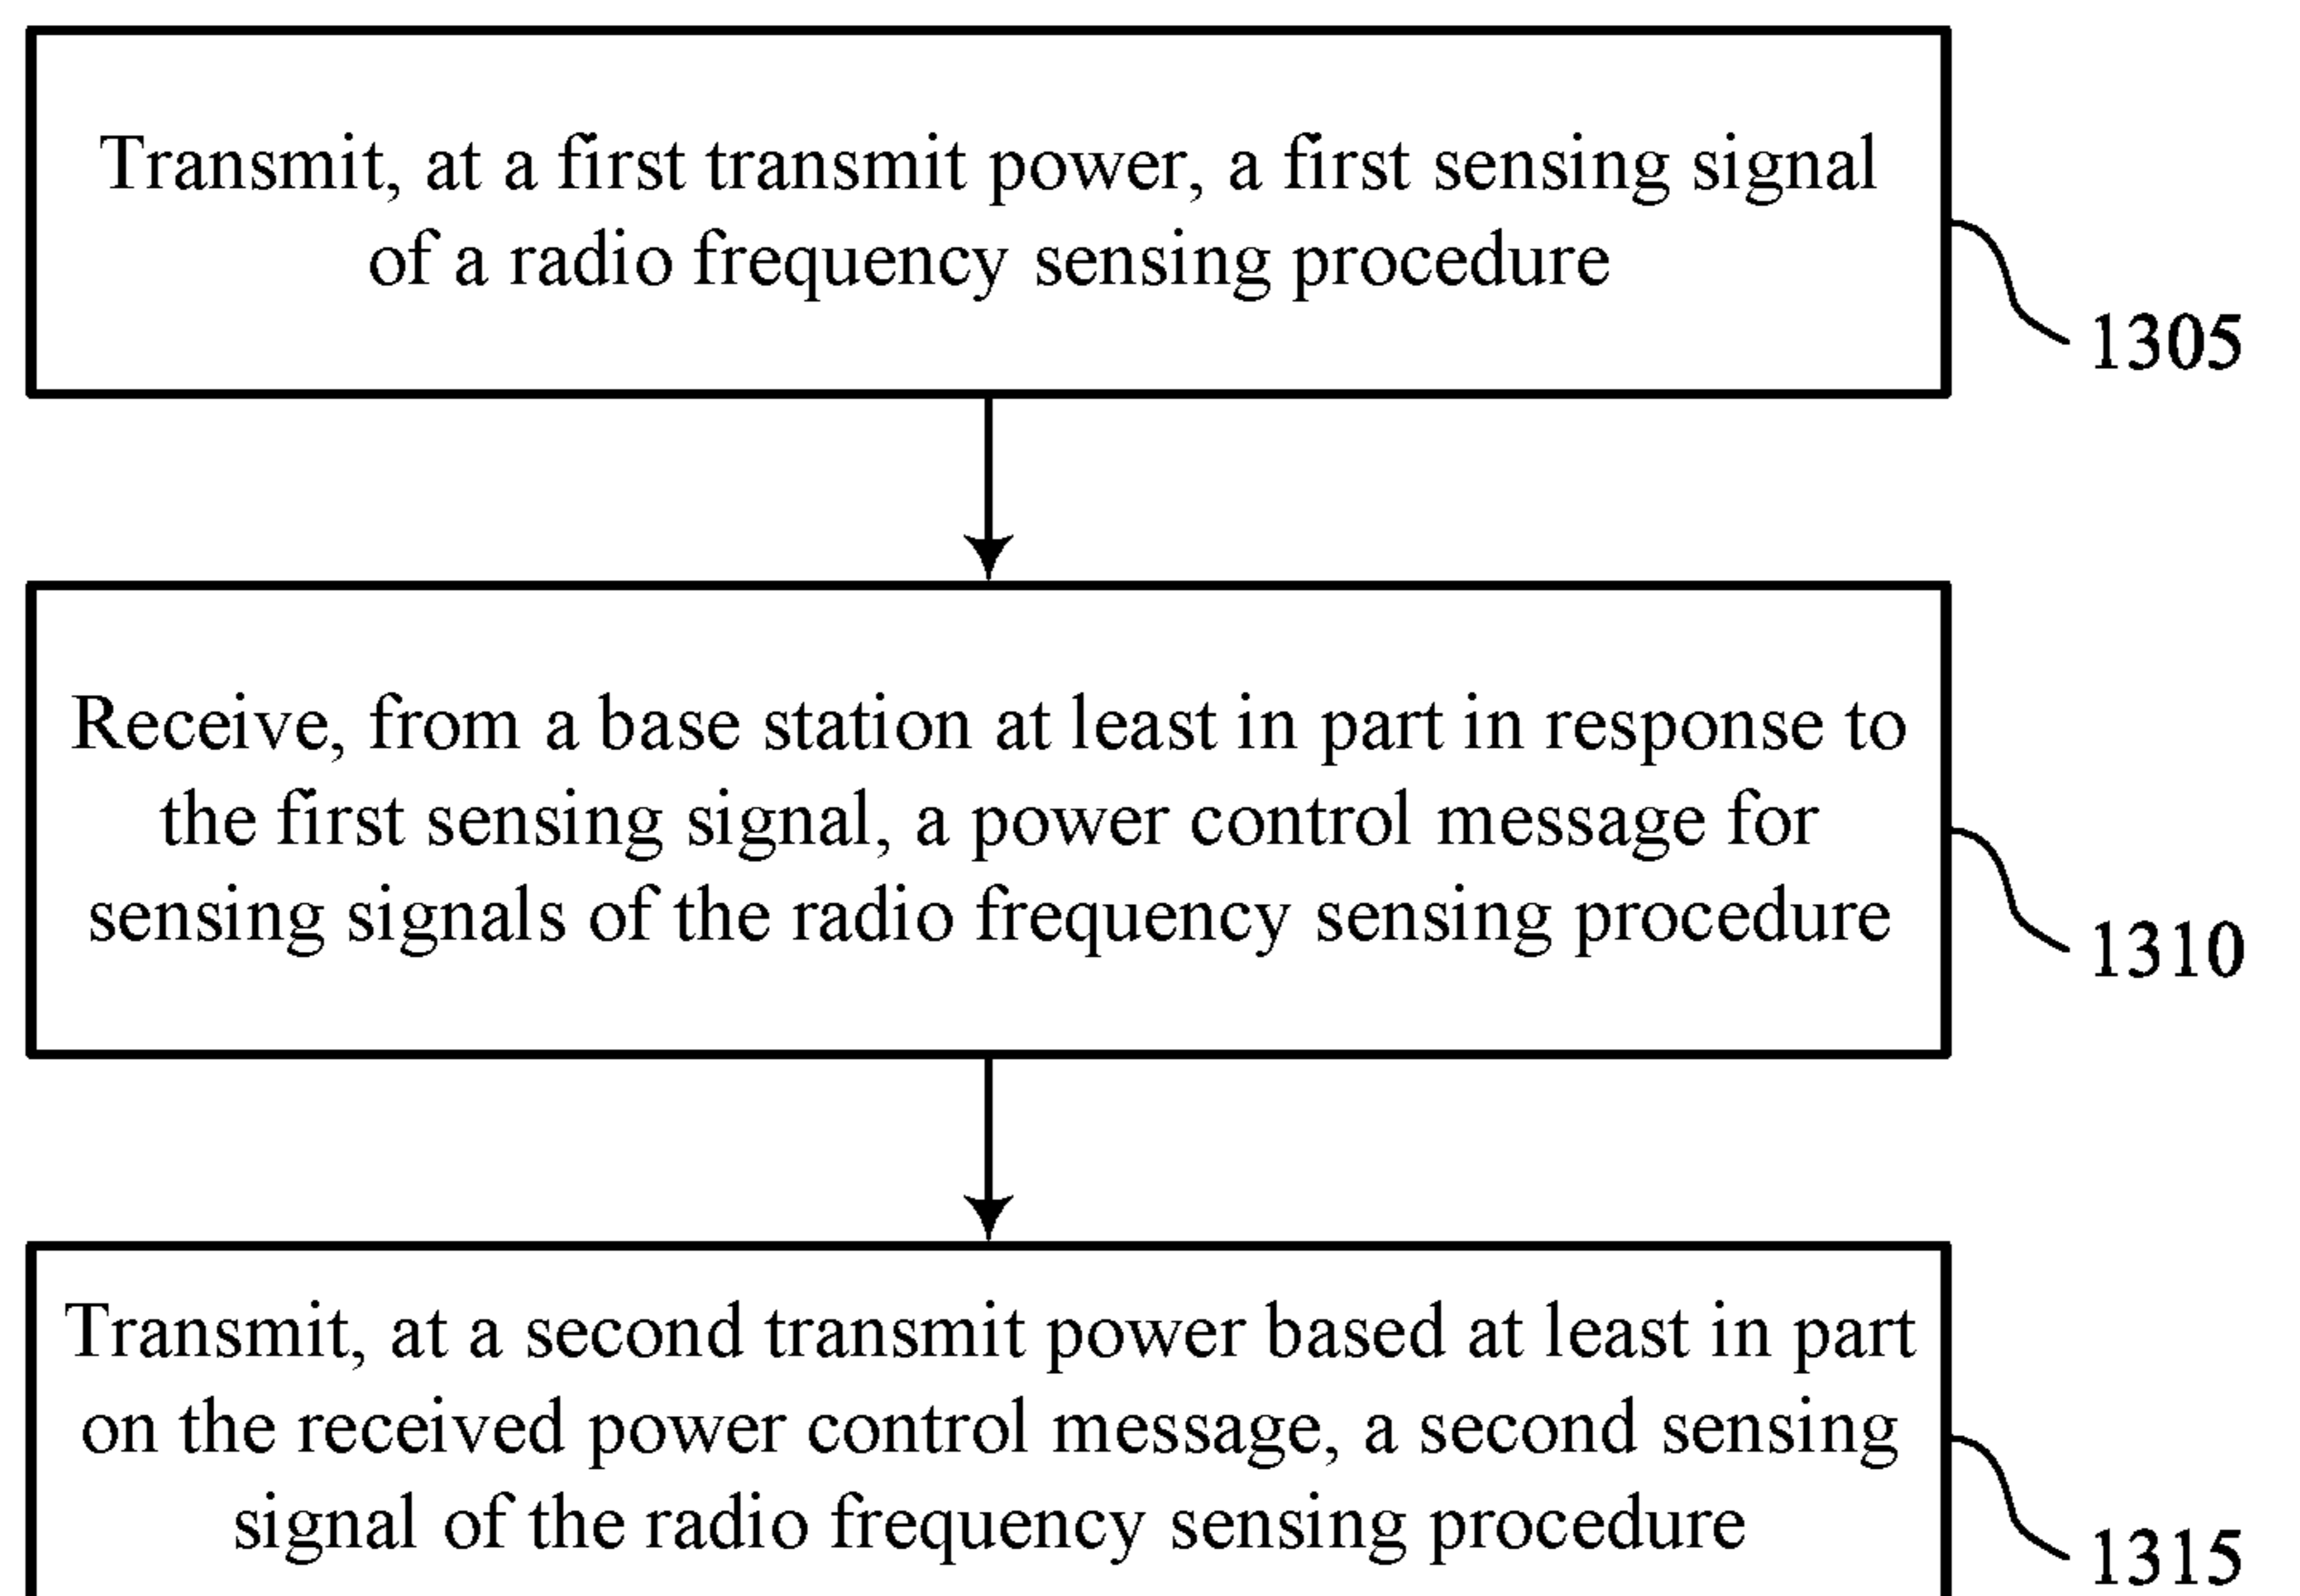 Transmit, at a first transmit power, a first sensing signal
of a radio frequency sensing procedure
1305
Receive, from a base station at least in part in response to
the first sensing signal, a power control message for
sensing signals of the radio frequency sensing procedure
1310
Transmit, at a second transmit power based at least in part
on the received power control message, a second sensing
signal of the radio frequency sensing procedure
1315